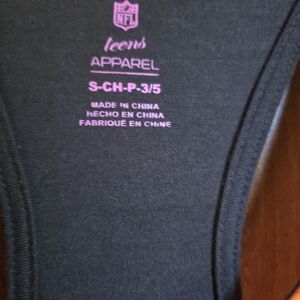 NFL
teens
APPAREL
S-CH-P-3/5
MADE IN CHINA
HECHO EN CHINA
FABRIQUÉ EN CHINE